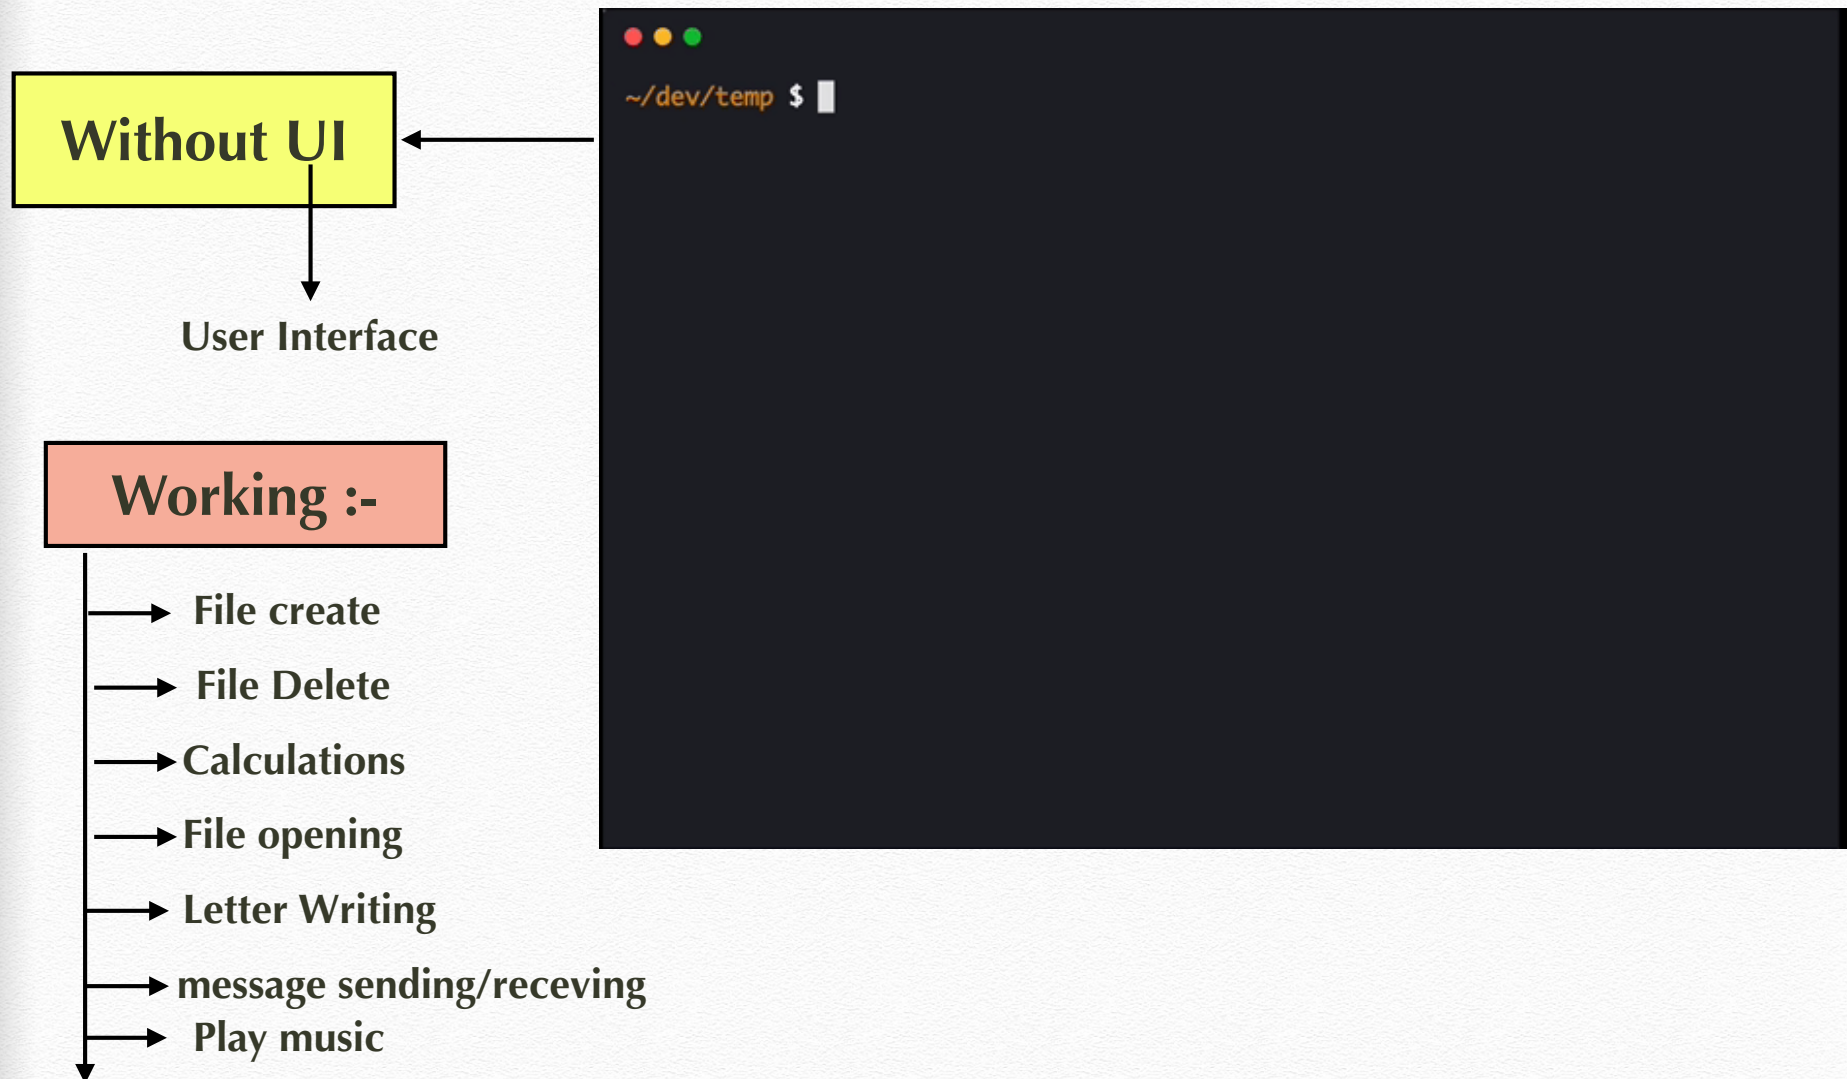 ~/dev/temp $
Without UI
User Interface
Working :-
File create
File Delete
Calculations
File opening
Letter Writing
message sending/receving
Play music